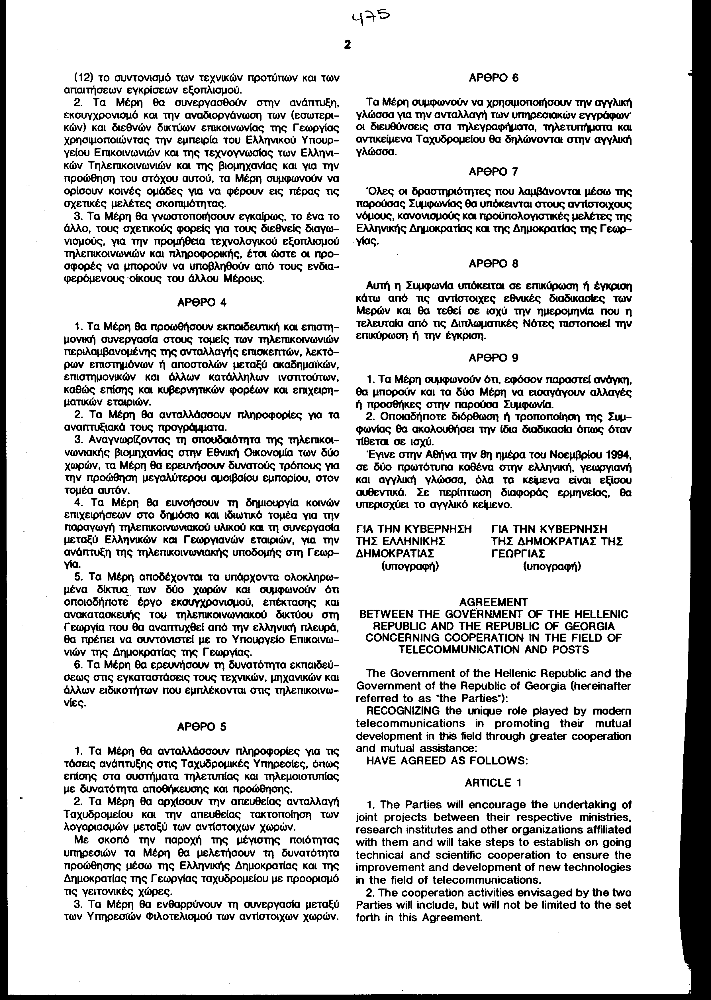 475
2
(12) το συντονισμό των τεχνικών προτύπων και των
απαιτήσεων εγκρίσεων εξοπλισμού.
2. Τα Μέρη θα συνεργασθούν στην ανάπτυξη,
εκσυγχρονισμό και την αναδιοργάνωση των (εσωτερι-
κών) και διεθνών δικτύων επικοινωνίας της Γεωργίας
χρησιμοποιώντας την εμπειρία του Ελληνικού Υπουρ-
γείου Επικοινωνιών και της τεχνογνωσίας των Ελληνι-
κών Τηλεπικοινωνιών και της βιομηχανίας και για την
προώθηση του στόχου αυτού, τα Μέρη συμφωνούν να
ορίσουν κοινές ομάδες για να φέρουν εις πέρας τις
σχετικές μελέτες σκοπιμότητας.
3. Τα Μέρη θα γνωστοποιήσουν εγκαίρως, το ένα το
άλλο, τους σχετικούς φορείς για τους διεθνείς διαγω-
νισμούς, για την προμήθεια τεχνολογικού εξοπλισμού
τηλεπικοινωνιών και πληροφορικής, έτσι ώστε οι προ-
σφορές να μπορούν να υποβληθούν από τους ενδια-
φερόμενους οίκους του άλλου Μέρους.
ΑΡΘΡΟ 4
1. Τα Μέρη θα προωθήσουν εκπαιδευτική και επιστη-
μονική συνεργασία στους τομείς των τηλεπικοινωνιών
περιλαμβανομένης της ανταλλαγής επισκεπτών, λεκτό-
ρων επιστημόνων ή αποστολών μεταξύ ακαδημαϊκών,
επιστημονικών και άλλων κατάλληλων ινστιτούτων,
καθώς επίσης και κυβερνητικών φορέων και επιχειρη-
ματικών εταιριών.
2. Τα Μέρη θα ανταλλάσσουν πληροφορίες για τα
αναπτυξιακά τους προγράμματα.
3. Αναγνωρίζοντας τη σπουδαιότητα της τηλεπικοι-
νωνιακής βιομηχανίας στην Εθνική Οικονομία των δύο
χωρών, τα Μέρη θα ερευνήσουν δυνατούς τρόπους για
την προώθηση μεγαλύτερου αμοιβαίου εμπορίου, στον
τομέα αυτόν.
4. Τα Μέρη θα ευνοήσουν τη δημιουργία κοινών
επιχειρήσεων στο δημόσιο και ιδιωτικό τομέα για την
παραγωγή τηλεπικοινωνιακού υλικού και τη συνεργασία
μεταξύ Ελληνικών και Γεωργιανών εταιριών, για την
ανάπτυξη της τηλεπικοινωνιακής υποδομής στη Γεωρ-
γία.
5. Τα Μέρη αποδέχονται τα υπάρχοντα ολοκληρω-
μένα δίκτυα των δύο χωρών και συμφωνούν ότι
οποιοδήποτε έργο εκσυγχρονισμού, επέκτασης και
ανακατασκευής του τηλεπικοινωνιακού δικτύου στη
Γεωργία που θα αναπτυχθεί από την ελληνική πλευρά,
θα πρέπει να συντονιστεί με το Υπουργείο Επικοινω-
νιών της Δημοκρατίας της Γεωργίας.
6. Τα Μέρη θα ερευνήσουν τη δυνατότητα εκπαιδεύ-
σεως στις εγκαταστάσεις τους τεχνικών, μηχανικών και
άλλων ειδικοτήτων που εμπλέκονται στις τηλεπικοινω-
νίες.
ΑΡΘΡΟ 5
1. Τα Μέρη θα ανταλλάσσουν πληροφορίες για τις
τάσεις ανάπτυξης στις Ταχυδρομικές Υπηρεσίες, όπως
επίσης στα συστήματα τηλετυπίας και τηλεμοιοτυπίας
με δυνατότητα αποθήκευσης και προώθησης.
2. Τα Μέρη θα αρχίσουν την απευθείας ανταλλαγή
Ταχυδρομείου και την απευθείας τακτοποίηση των
λογαριασμών μεταξύ των αντίστοιχων χωρών.
Με σκοπό την παροχή της μέγιστης ποιότητας
υπηρεσιών τα Μέρη θα μελετήσουν τη δυνατότητα
προώθησης μέσω της Ελληνικής Δημοκρατίας και της
Δημοκρατίας της Γεωργίας ταχυδρομείου με προορισμό
τις γειτονικές χώρες.
3. Τα Μέρη θα ενθαρρύνουν τη συνεργασία μεταξύ
των Υπηρεσιών Φιλοτελισμού των αντίστοιχων χωρών.
ΑΡΘΡΟ 6
Τα Μέρη συμφωνούν να χρησιμοποιήσουν την αγγλική
γλώσσα για την ανταλλαγή των υπηρεσιακών εγγράφων·
οι διευθύνσεις στα τηλεγραφήματα, τηλετυπήματα και
αντικείμενα Ταχυδρομείου θα δηλώνονται στην αγγλική
γλώσσα.
ΑΡΘΡΟ 7
Όλες οι δραστηριότητες που λαμβάνονται μέσω της
παρούσας Συμφωνίας θα υπόκεινται στους αντίστοιχους
νόμους, κανονισμούς και προϋπολογιστικές μελέτες της
Ελληνικής Δημοκρατίας και της Δημοκρατίας της Γεωρ-
γίας.
ΑΡΘΡΟ 8
Αυτή η Συμφωνία υπόκειται σε επικύρωση ή έγκριση
κάτω από τις αντίστοιχες εθνικές διαδικασίες των
Μερών και θα τεθεί σε ισχύ την ημερομηνία που η
τελευταία από τις Διπλωματικές Νότες πιστοποιεί την
επικύρωση ή την έγκριση.
ΑΡΘΡΟ 9
1. Τα Μέρη συμφωνούν ότι, εφόσον παραστεί ανάγκη,
θα μπορούν και τα δύο Μέρη να εισαγάγουν αλλαγές
ή προσθήκες στην παρούσα Συμφωνία.
2. Οποιαδήποτε διόρθωση ή τροποποίηση της Συμ-
φωνίας θα ακολουθήσει την ίδια διαδικασία όπως όταν
τίθεται σε ισχύ.
Έγινε στην Αθήνα την 8η ημέρα του Νοεμβρίου 1994,
σε δύο πρωτότυπα καθένα στην ελληνική, γεωργιανή
και αγγλική γλώσσα, όλα τα κείμενα είναι εξίσου
αυθεντικά. Σε περίπτωση διαφοράς ερμηνείας, θα
υπερισχύει το αγγλικό κείμενο.
ΓΙΑ ΤΗΝ ΚΥΒΕΡΝΗΣΗ
ΤΗΣ ΕΛΛΗΝΙΚΗΣ
ΔΗΜΟΚΡΑΤΙΑΣ
(υπογραφή)
ΓΙΑ ΤΗΝ ΚΥΒΕΡΝΗΣΗ
ΤΗΣ ΔΗΜΟΚΡΑΤΙΑΣ ΤΗΣ
ΓΕΩΡΓΙΑΣ
(υπογραφή)
AGREEMENT
BETWEEN THE GOVERNMENT OF THE HELLENIC
REPUBLIC AND THE REPUBLIC OF GEORGIA
CONCERNING COOPERATION IN THE FIELD OF
TELECOMMUNICATION AND POSTS
The Government of the Hellenic Republic and the
Government of the Republic of Georgia (hereinafter
referred to as "the Parties"):
RECOGNIZING the unique role played by modern
telecommunications in promoting their mutual
development in this field through greater cooperation
and mutual assistance:
HAVE AGREED AS FOLLOWS:
ARTICLE 1
1. The Parties will encourage the undertaking of
joint projects between their respective ministries,
research institutes and other organizations affiliated
with them and will take steps to establish on going
technical and scientific cooperation to ensure the
improvement and development of new technologies
in the field of telecommunications.
2. The cooperation activities envisaged by the two
Parties will include, but will not be limited to the set
forth in this Agreement.